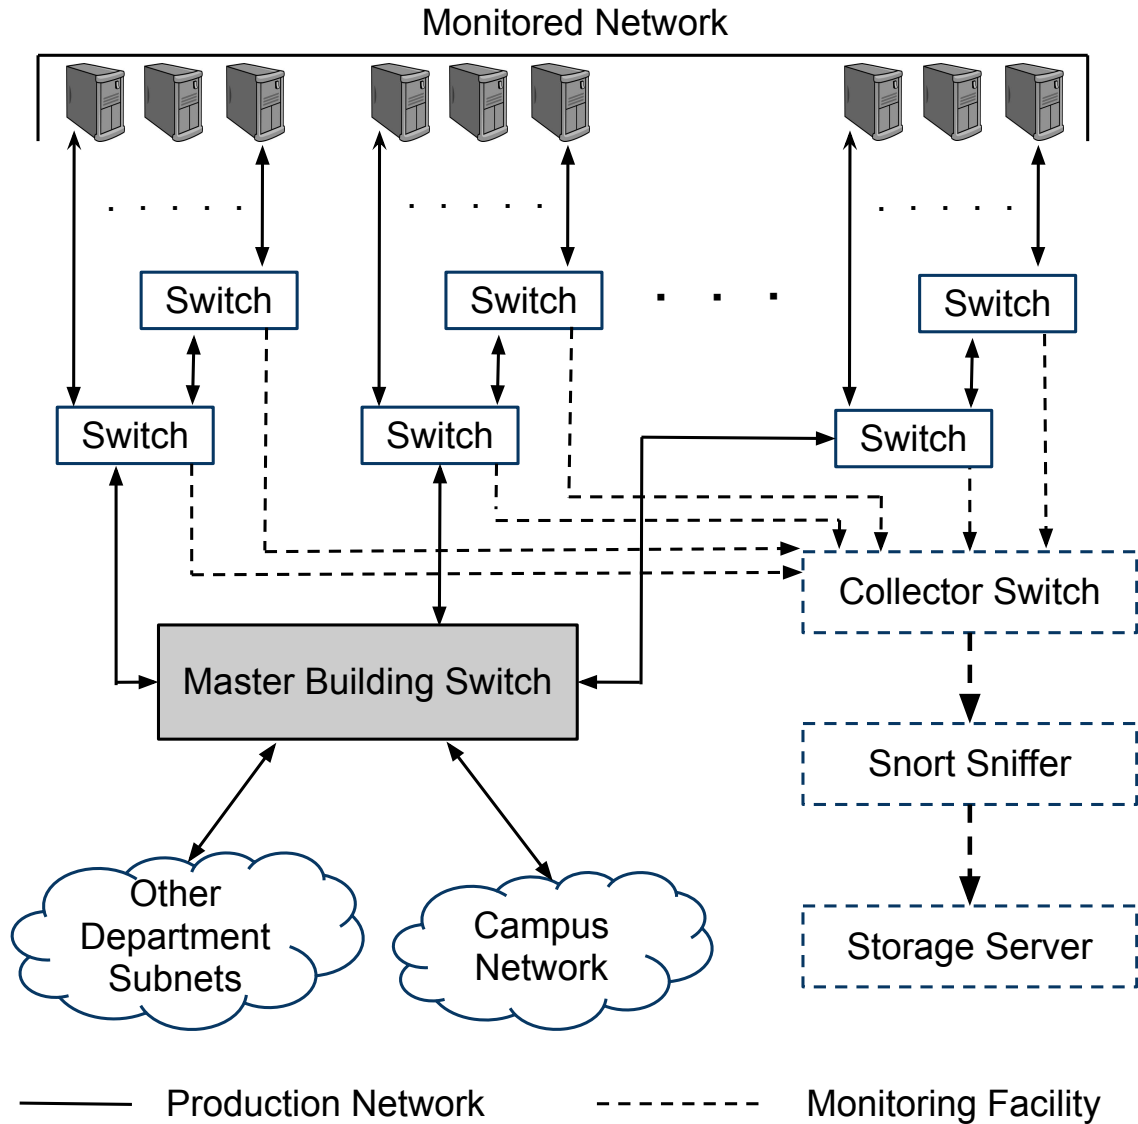 Monitored Network
Switch
Switch
Switch
Switch
Switch
Switch
Collector Switch
Master Building Switch
Snort Sniffer
Other
Department
Subnets
Campus
Network
Storage Server
Production Network
Monitoring Facility